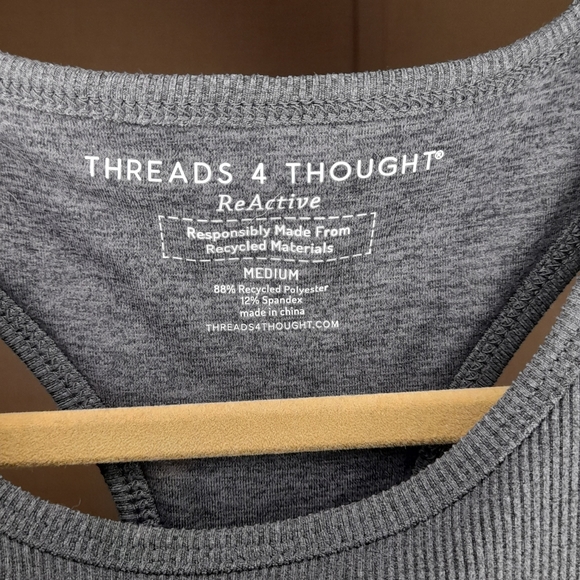 THREADS 4 THOUGHT®
ReActive
Responsibly Made From
Recycled Materials
MEDIUM
88% Recycled Polyester
12% Spandex
made in china
THREADS4THOUGHT.COM